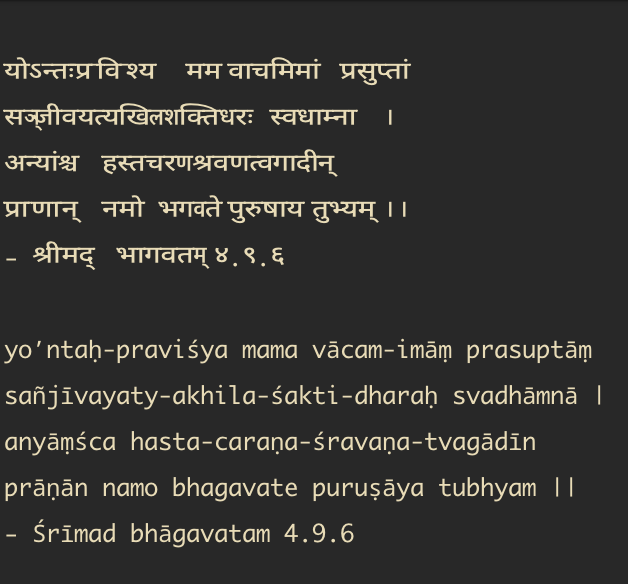 योऽन्तःप्रविश्य मम वाचमिमां प्रसुप्तां
सञ्जीवयत्यखिलशक्तिधरः स्वधाम्ना ।
अन्यांश्च हस्तचरणश्रवणत्वगादीन्
प्राणान् नमो भगवते पुरुषाय तुभ्यम् ।।
- श्रीमद् भागवतम् ४.९.६
yo’ntaḥ-praviśya mama vācam-imāṃ prasuptāṃ
sañjīvayaty-akhila-śakti-dharaḥ svadhāmnā |
anyāṃśca hasta-caraṇa-śravaṇa-tvagādīn
prāṇān namo bhagavate puruṣāya tubhyam ||
- Śrīmad bhāgavatam 4.9.6